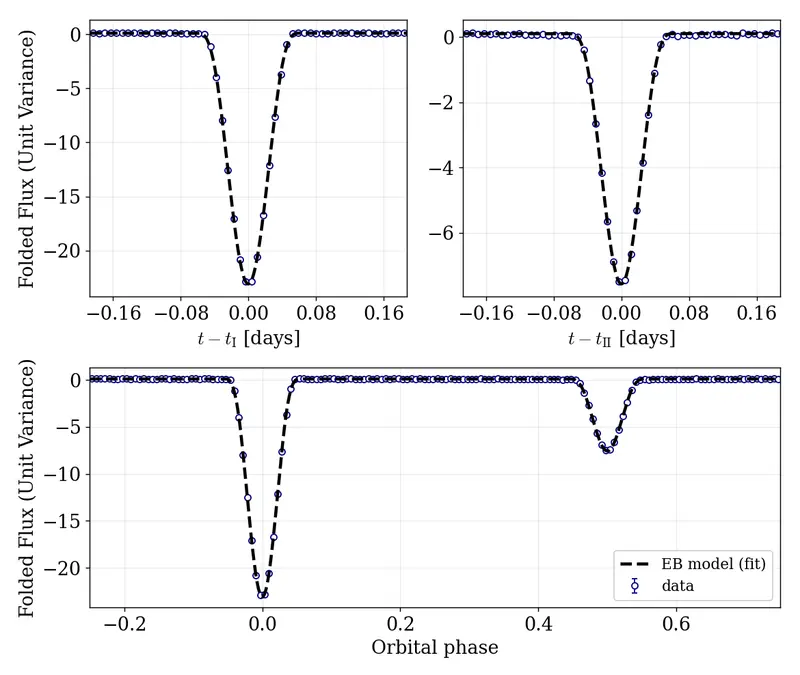 Folded Flux (Unit Variance)
0
−5
−10
−15
−20
−0.16 −0.08 0.00 0.08 0.16
t − t_I [days]
0
−2
−4
−6
−0.16 −0.08 0.00 0.08 0.16
t − t_II [days]
Folded Flux (Unit Variance)
0
−5
−10
−15
−20
−0.2 0.0 0.2 0.4 0.6
Orbital phase
EB model (fit)
data